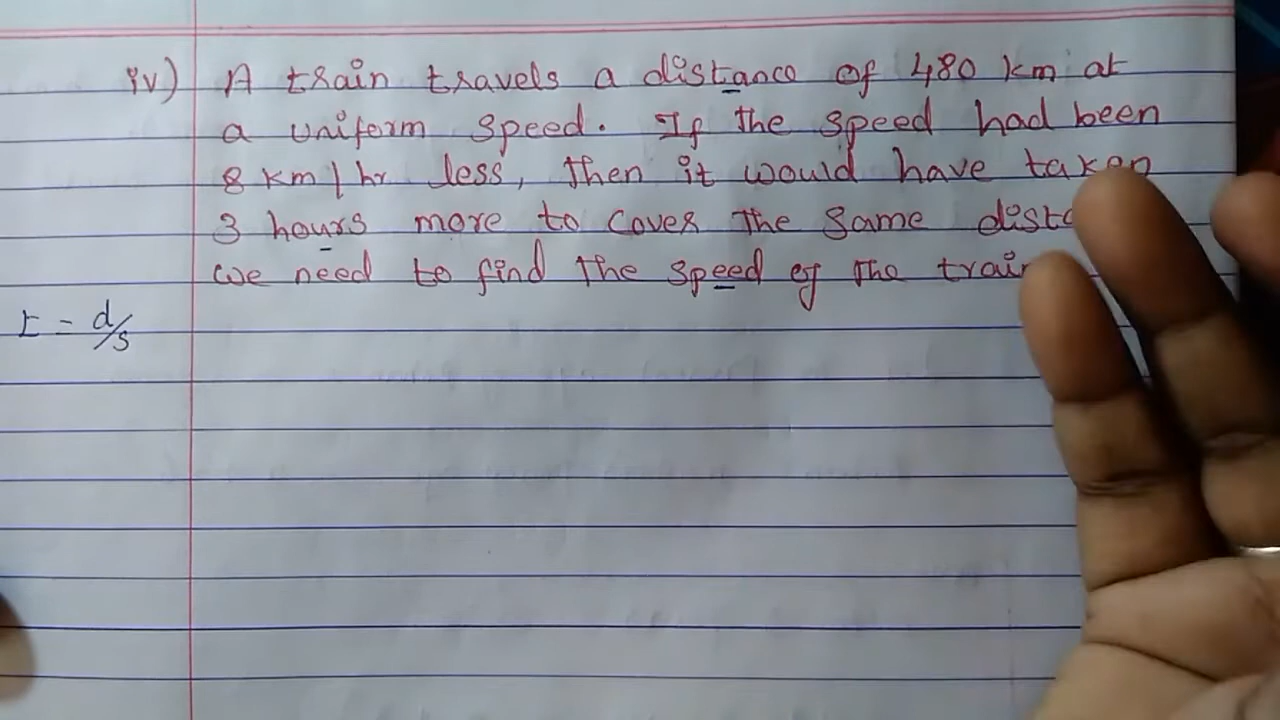 iv) A train travels a distance of 480 km at
a uniform speed. If the speed had been
8 km/hr less, then it would have taken
3 hours more to cover the same dista
we need to find the speed of the train
t = d/s